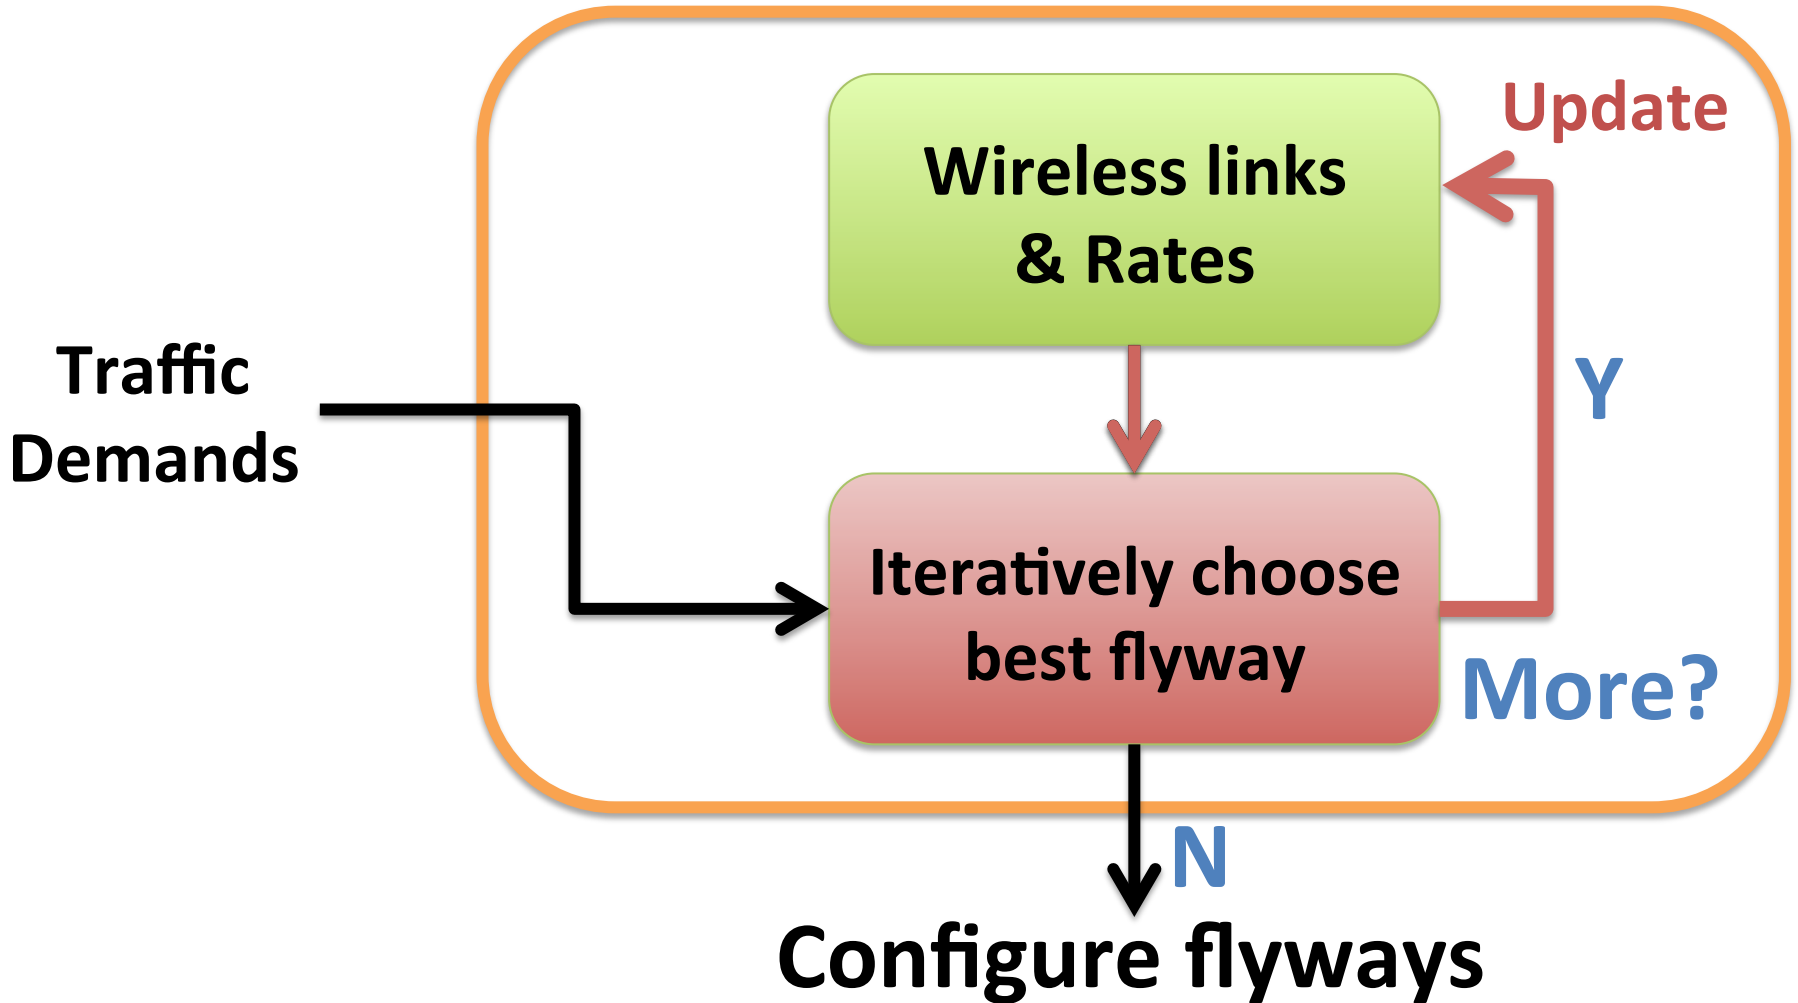 Update
Wireless links
& Rates
Traffic
Demands
Y
Iteratively choose
best flyway
More?
N
Configure flyways